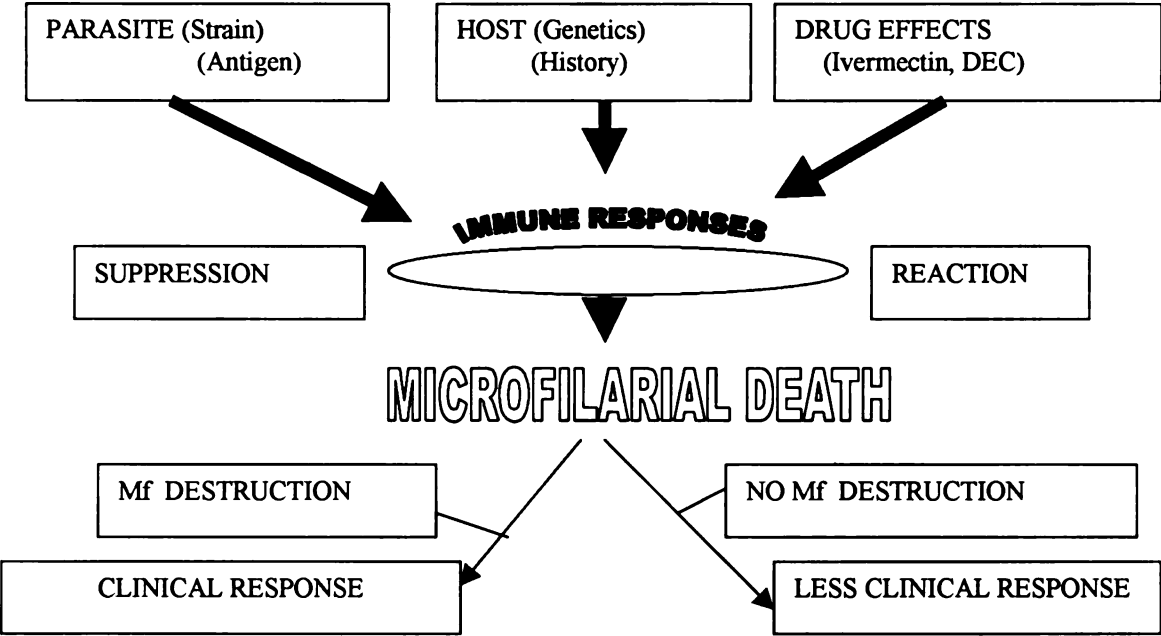 PARASITE (Strain)
(Antigen)
HOST (Genetics)
(History)
DRUG EFFECTS
(Ivermectin, DEC)
IMMUNE RESPONSES
SUPPRESSION
REACTION
MICROFILARIAL DEATH
Mf DESTRUCTION
NO Mf DESTRUCTION
CLINICAL RESPONSE
LESS CLINICAL RESPONSE